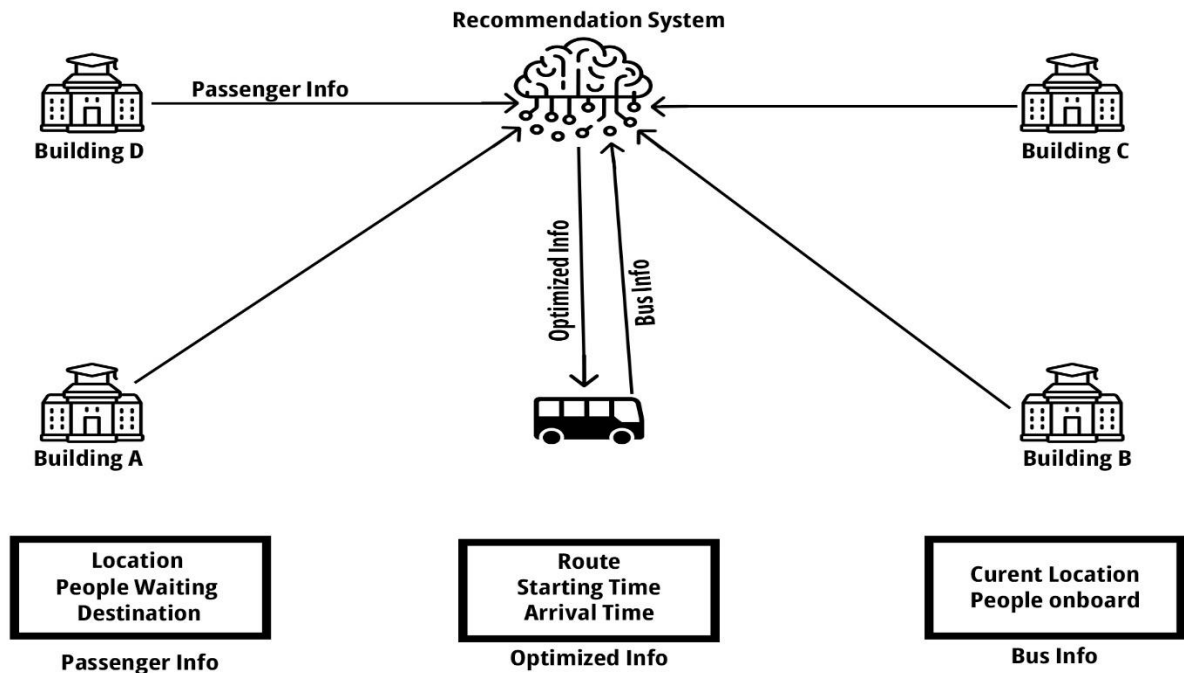 Recommendation System
Passenger Info
Building D
Building C
Optimized Info
Bus Info
Building A
Building B
Location
People Waiting
Destination
Passenger Info
Route
Starting Time
Arrival Time
Optimized Info
Curent Location
People onboard
Bus Info